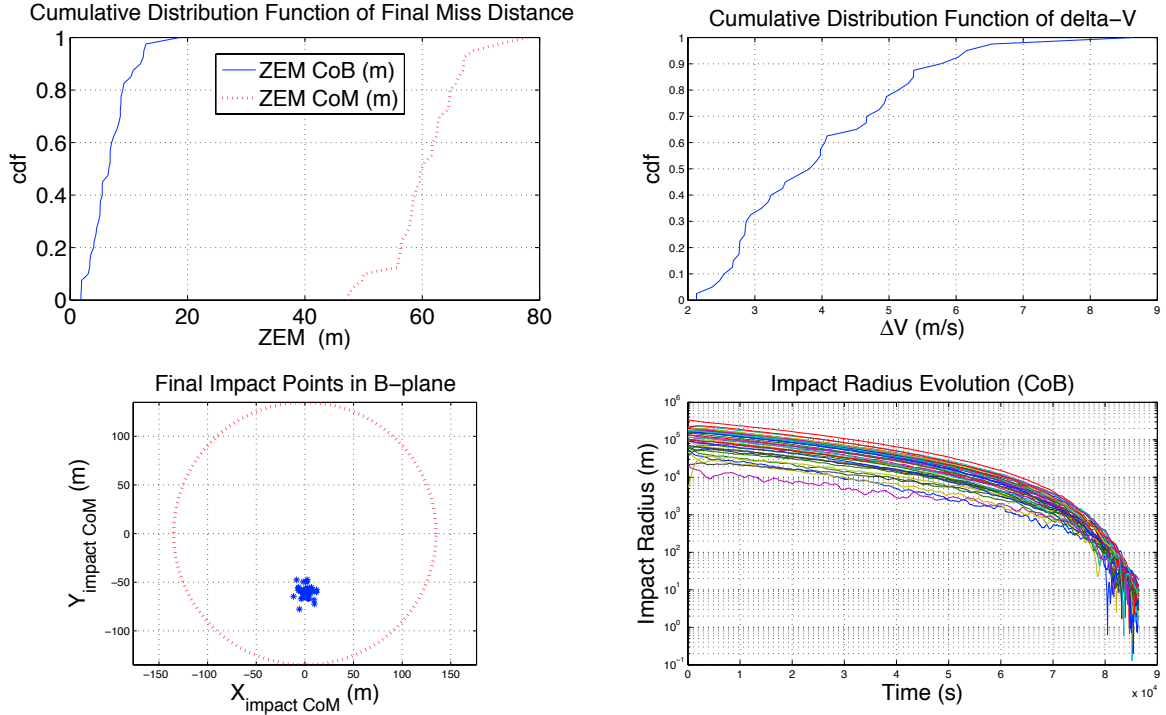 Cumulative Distribution Function of Final Miss Distance
1
0.8
0.6
0.4
0.2
0
cdf
ZEM CoB (m)
ZEM CoM (m)
0 20 40 60 80
ZEM (m)
Cumulative Distribution Function of delta-V
1
0.9
0.8
0.7
0.6
0.5
0.4
0.3
0.2
0.1
0
cdf
2 3 4 5 6 7 8 9
ΔV (m/s)
Final Impact Points in B-plane
100
50
0
-50
-100
Y impact CoM (m)
-150 -100 -50 0 50 100 150
X impact CoM (m)
Impact Radius Evolution (CoB)
10^6
10^5
10^4
10^3
10^2
10^1
10^0
10^-1
Impact Radius (m)
0 1 2 3 4 5 6 7 8 9
x 10^4
Time (s)